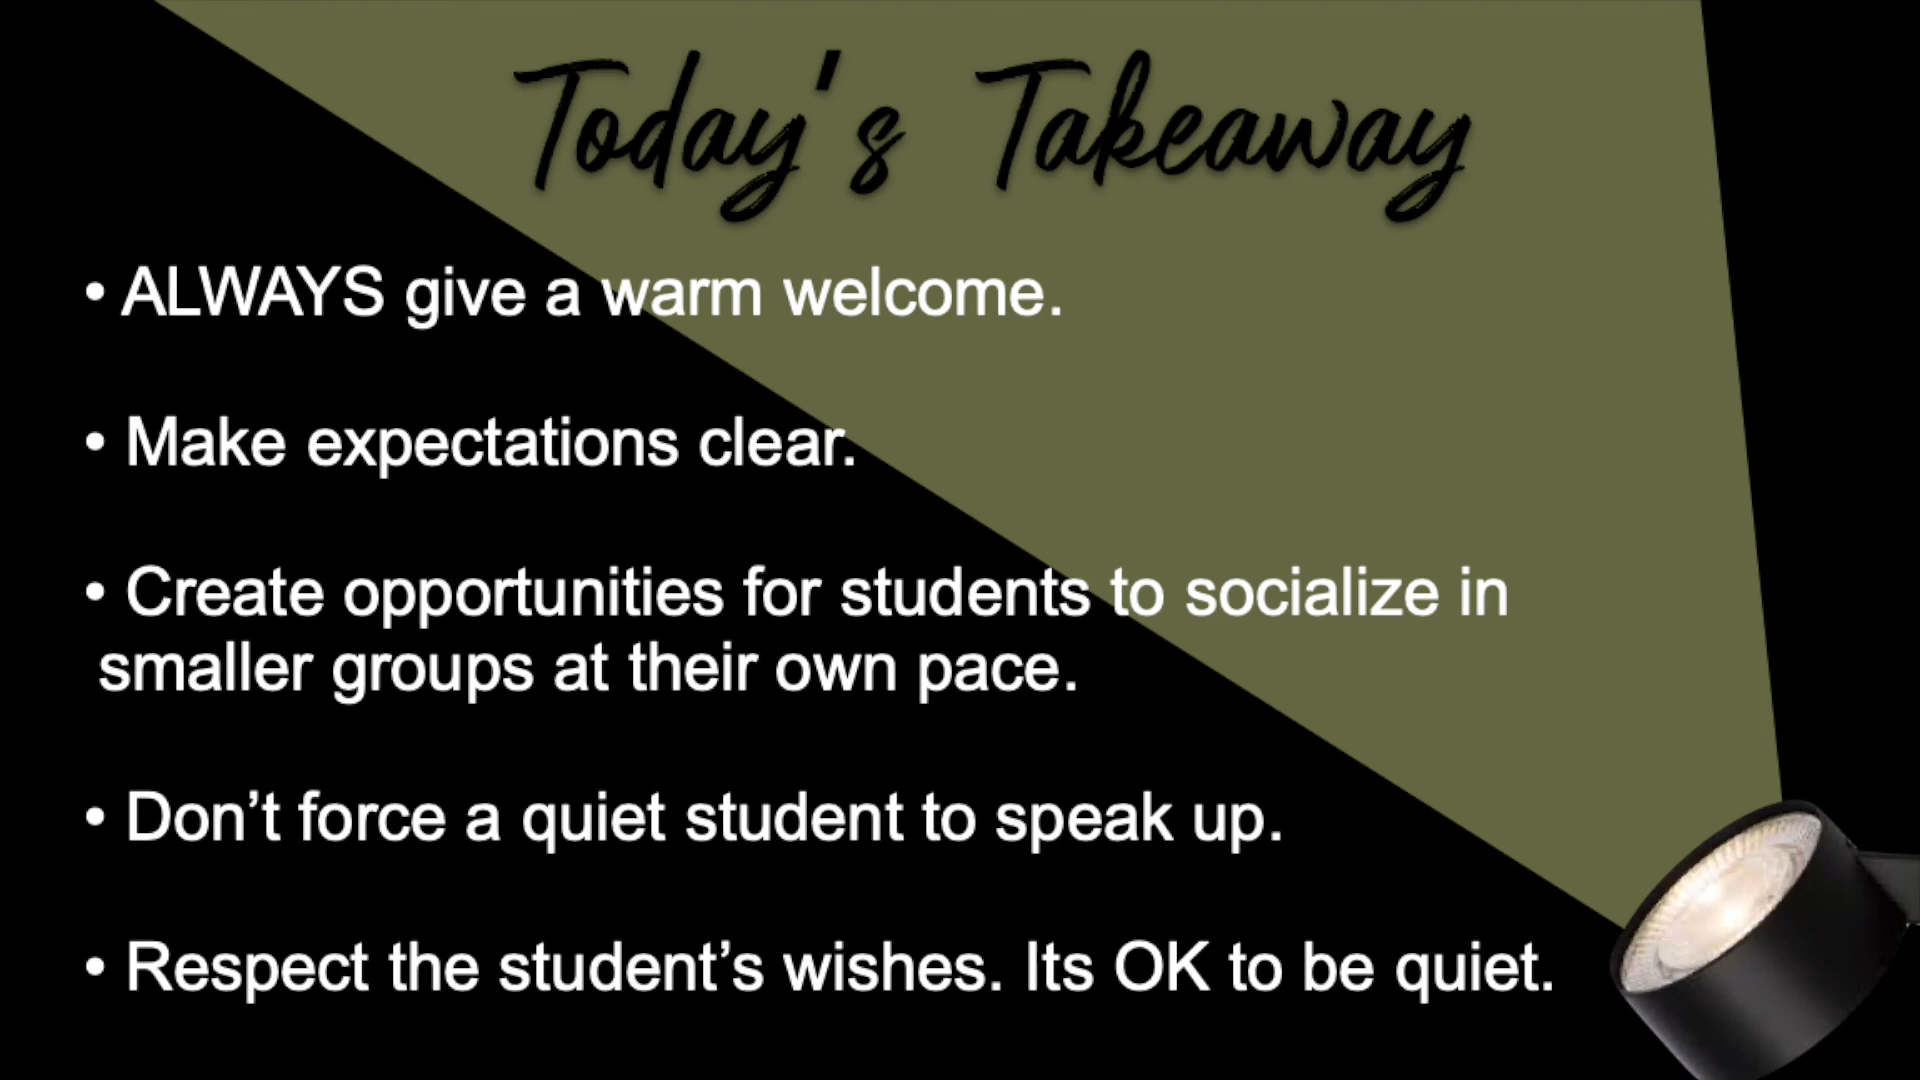 Today's Takeaway
• ALWAYS give a warm welcome.
• Make expectations clear.
• Create opportunities for students to socialize in
smaller groups at their own pace.
• Don’t force a quiet student to speak up.
• Respect the student’s wishes. Its OK to be quiet.